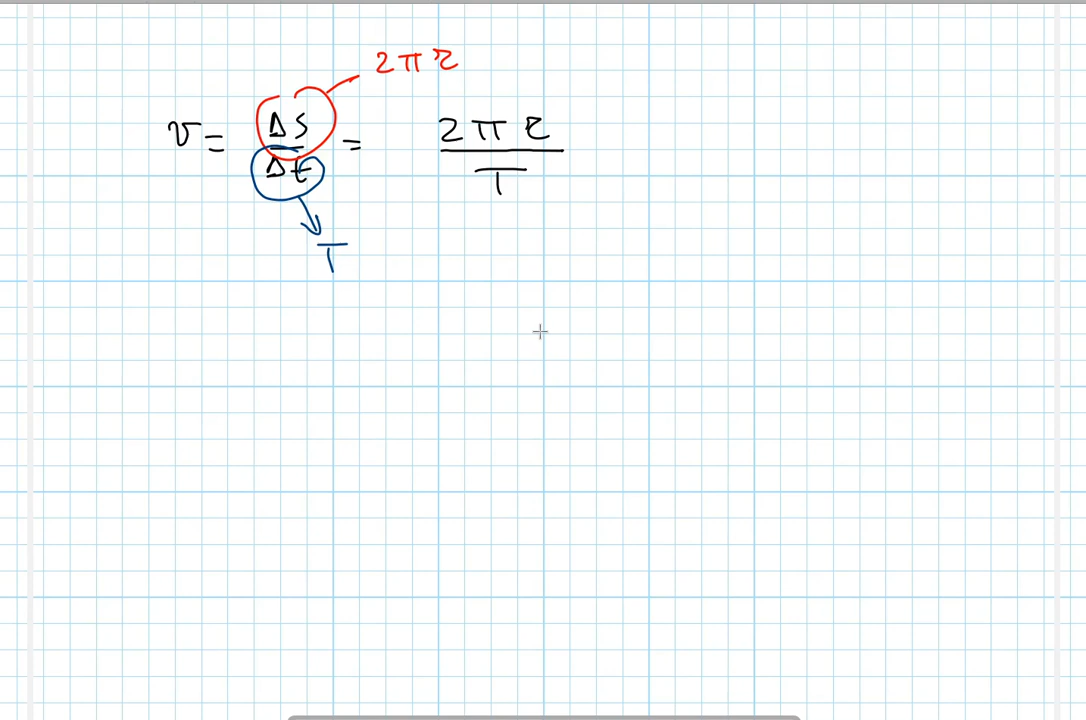 2πr
v = Δs/Δt = 2πr/T
T